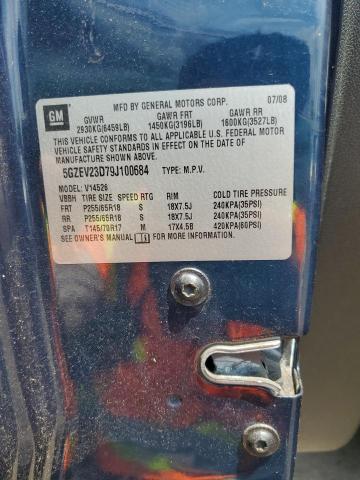 GM
MFD BY GENERAL MOTORS CORP. 07/08
GVWR GAWR FRT GAWR RR
2930KG(6459LB) 1450KG(3196LB) 1600KG(3527LB)
THIS VEHICLE CONFORMS TO ALL APPLICABLE U.S. FEDERAL MOTOR
VEHICLE SAFETY STANDARDS IN EFFECT ON THE DATE OF
MANUFACTURE SHOWN ABOVE.
5GZEV23D79J100684 TYPE: M.P.V.
MODEL: V14526
VBBH TIRE SIZE SPEED RTG RIM COLD TIRE PRESSURE
FRT P255/65R18 S 18X7.5J 240KPA(35PSI)
RR P255/65R18 S 18X7.5J 240KPA(35PSI)
SPA T145/70R17 M 17X4.5B 420KPA(60PSI)
SEE OWNER'S MANUAL FOR MORE INFORMATION.